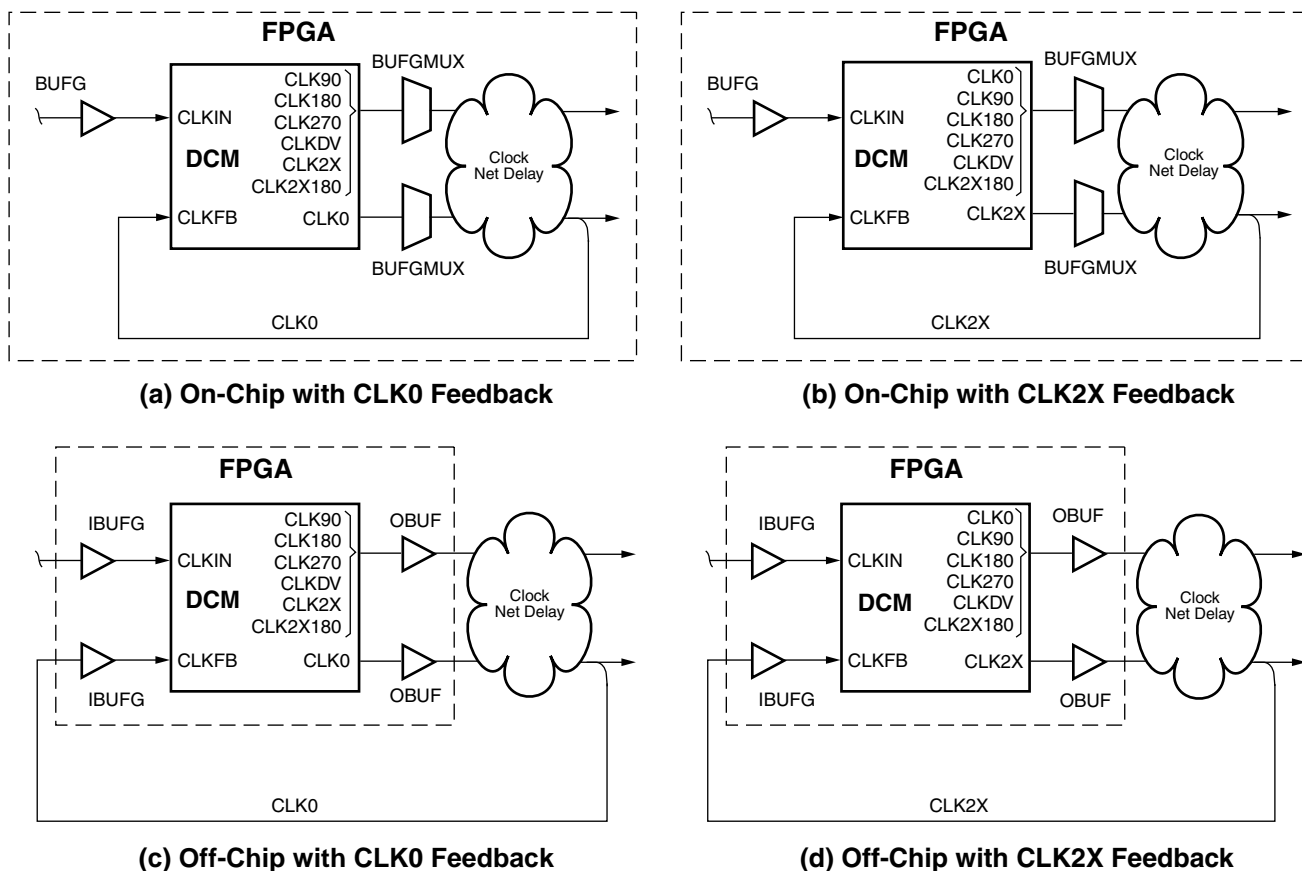 FPGA
BUFG
CLKIN
DCM
CLKFB
CLK90
CLK180
CLK270
CLKDV
CLK2X
CLK2X180
CLK0
BUFGMUX
BUFGMUX
Clock
Net Delay
CLK0
(a) On-Chip with CLK0 Feedback
FPGA
BUFG
CLKIN
DCM
CLKFB
CLK0
CLK90
CLK180
CLK270
CLKDV
CLK2X180
CLK2X
BUFGMUX
BUFGMUX
Clock
Net Delay
CLK2X
(b) On-Chip with CLK2X Feedback
FPGA
IBUFG
IBUFG
CLKIN
DCM
CLKFB
CLK90
CLK180
CLK270
CLKDV
CLK2X
CLK2X180
CLK0
OBUF
OBUF
Clock
Net Delay
CLK0
(c) Off-Chip with CLK0 Feedback
FPGA
IBUFG
IBUFG
CLKIN
DCM
CLKFB
CLK0
CLK90
CLK180
CLK270
CLKDV
CLK2X180
CLK2X
OBUF
OBUF
Clock
Net Delay
CLK2X
(d) Off-Chip with CLK2X Feedback